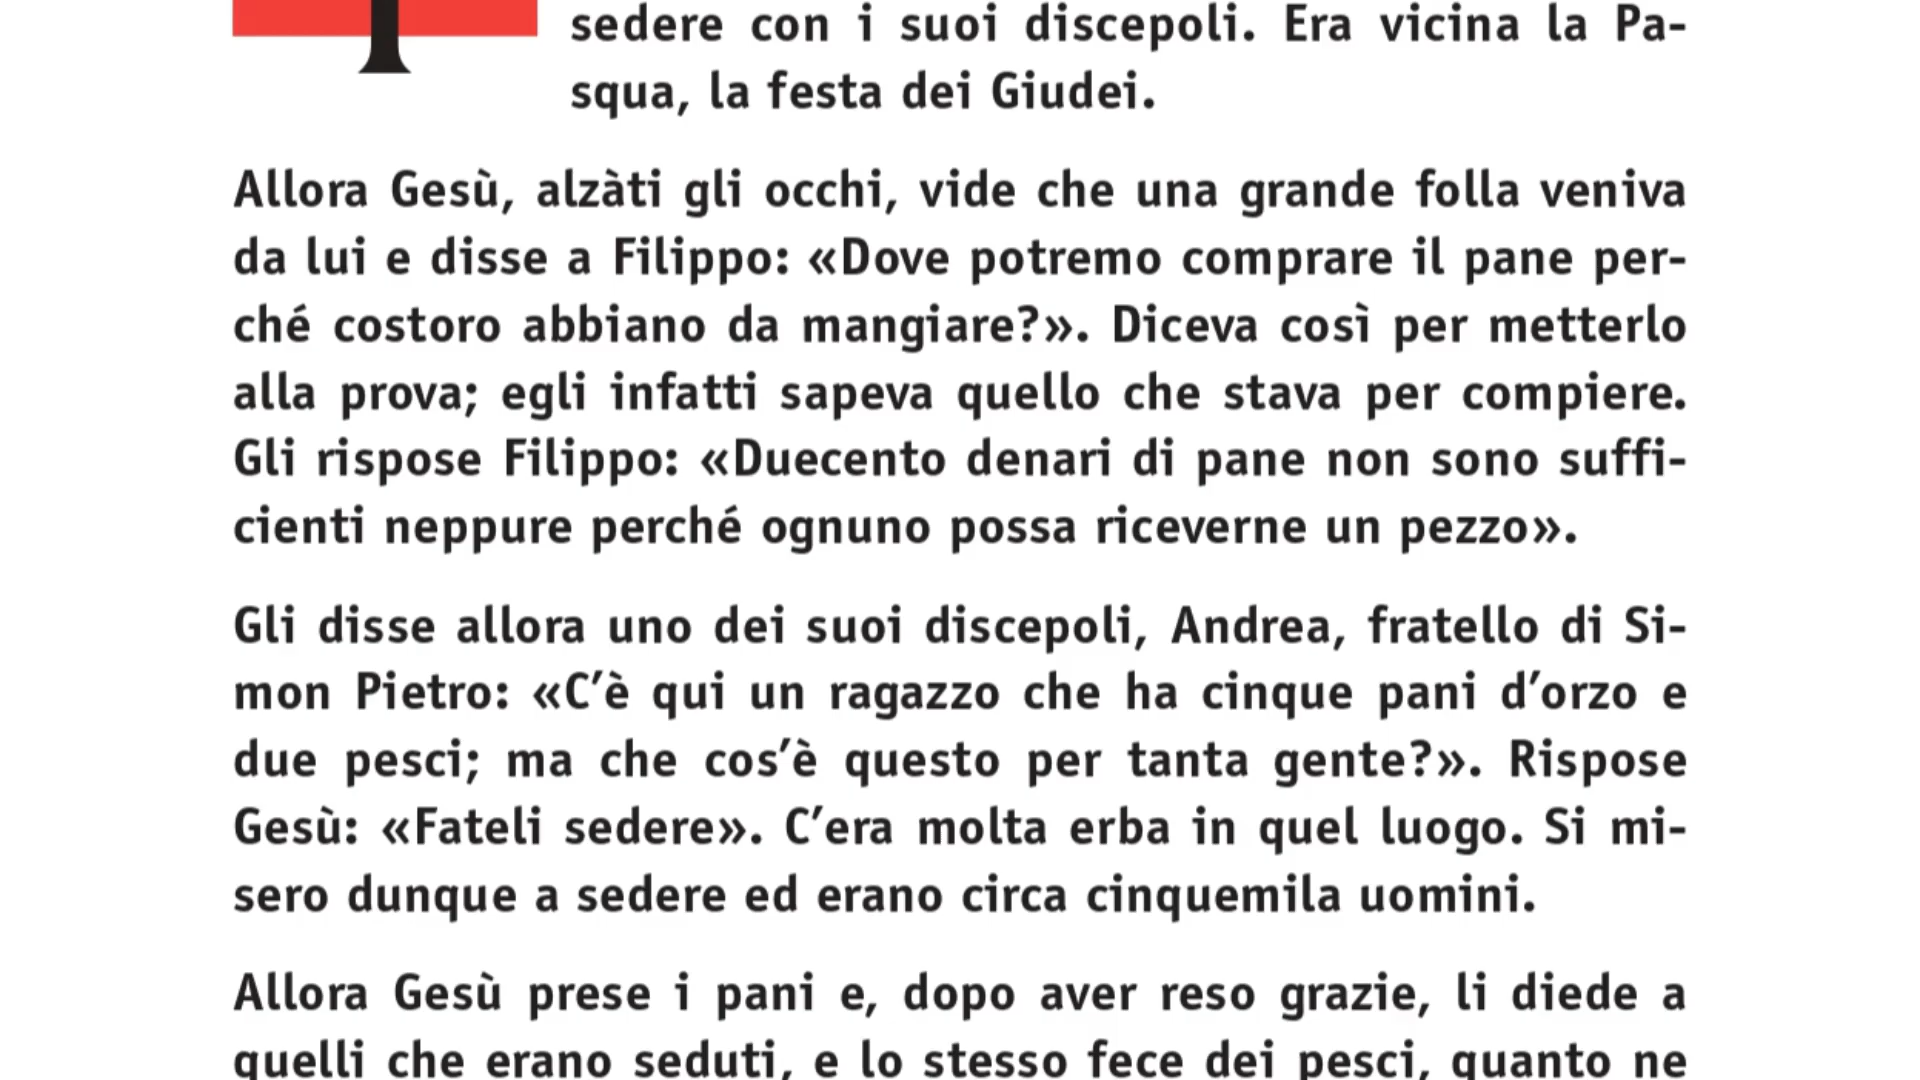 sedere con i suoi discepoli. Era vicina la Pa-
squa, la festa dei Giudei.
Allora Gesù, alzàti gli occhi, vide che una grande folla veniva
da lui e disse a Filippo: «Dove potremo comprare il pane per-
ché costoro abbiano da mangiare?». Diceva così per metterlo
alla prova; egli infatti sapeva quello che stava per compiere.
Gli rispose Filippo: «Duecento denari di pane non sono suffi-
cienti neppure perché ognuno possa riceverne un pezzo».
Gli disse allora uno dei suoi discepoli, Andrea, fratello di Si-
mon Pietro: «C’è qui un ragazzo che ha cinque pani d’orzo e
due pesci; ma che cos’è questo per tanta gente?». Rispose
Gesù: «Fateli sedere». C’era molta erba in quel luogo. Si mi-
sero dunque a sedere ed erano circa cinquemila uomini.
Allora Gesù prese i pani e, dopo aver reso grazie, li diede a
quelli che erano seduti, e lo stesso fece dei pesci, quanto ne